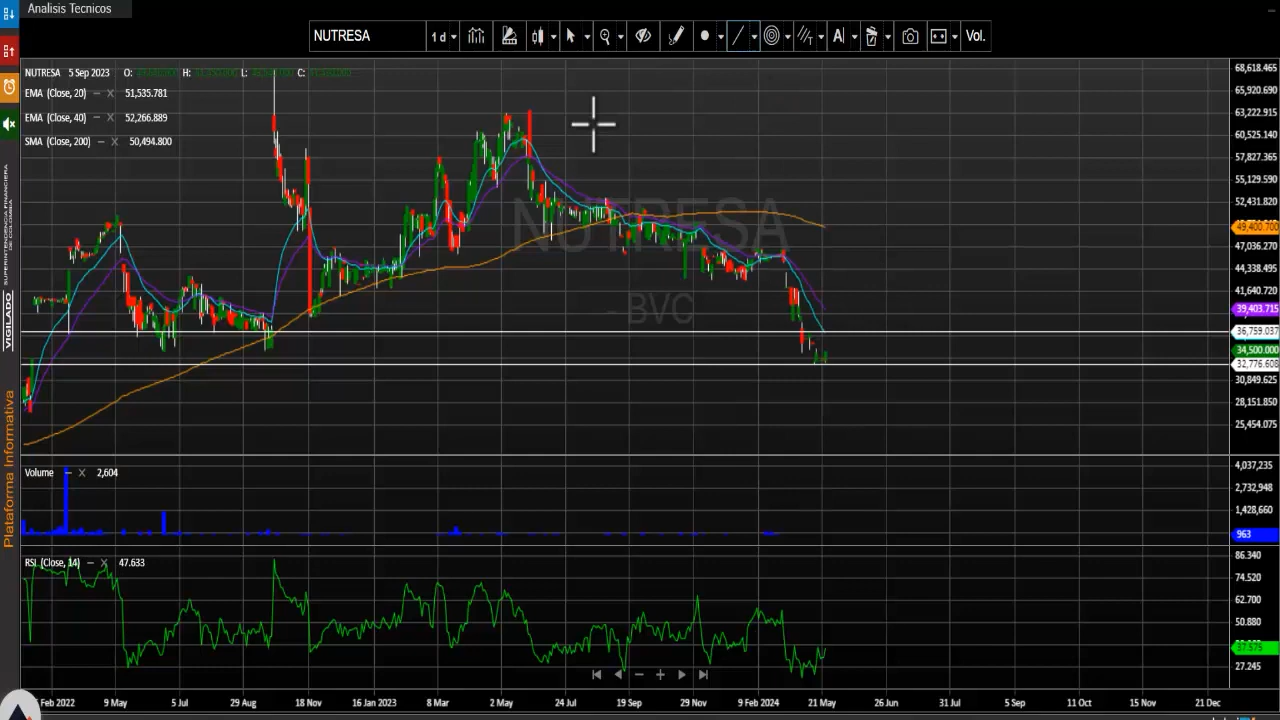 Analisis Tecnicos
NUTRESA
1 d
A
Vol.
NUTRESA 5 Sep 2023 O: H: L: C:
EMA (Close, 20) – X 51,535.781
EMA (Close, 40) – X 52,266.889
SMA (Close, 200) – X 50,494.800
NUTRESA
- BVC
68,618.465
65,920.690
63,222.915
60,525.140
57,827.365
55,129.590
52,431.820
49,400.700
47,036.270
44,338.495
41,640.720
39,403.715
36,759.037
34,500.000
32,776.608
30,849.625
28,151.850
25,454.075
Volume – X 2,604
4,037,235
2,732,948
1,428,660
963
RSI (Close, 14) – X 47.633
86.340
74.520
62.700
50.880
37.575
27.245
Feb 2022
9 May
5 Jul
29 Aug
18 Nov
16 Jan 2023
8 Mar
2 May
24 Jul
19 Sep
29 Nov
9 Feb 2024
21 May
26 Jun
31 Jul
5 Sep
11 Oct
15 Nov
21 Dec
SUPERINTENDENCIA FINANCIERA
DE COLOMBIA
VIGILADO
Plataforma Informativa